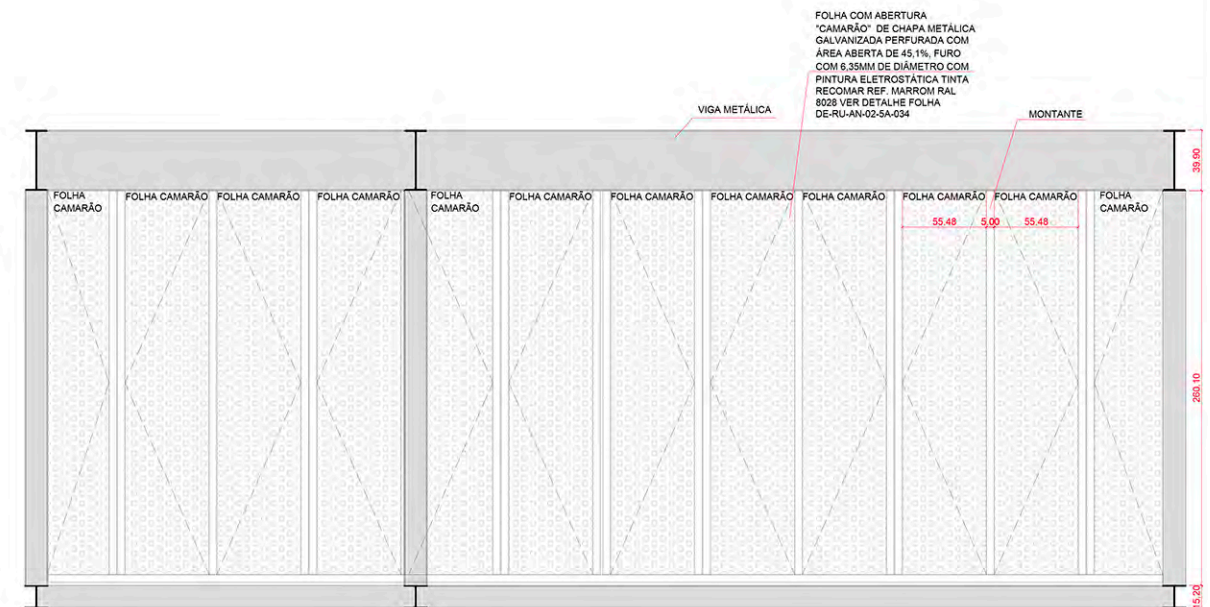 FOLHA COM ABERTURA
"CAMARÃO" DE CHAPA METÁLICA
GALVANIZADA PERFURADA COM
ÁREA ABERTA DE 45,1%, FURO
COM 6,35MM DE DIÂMETRO COM
PINTURA ELETROSTÁTICA TINTA
RECOMAR REF. MARROM RAL
8028 VER DETALHE FOLHA
DE-RU-AN-02-5A-034
VIGA METÁLICA
MONTANTE
39.90
FOLHA
CAMARÃO
FOLHA CAMARÃO
FOLHA CAMARÃO
FOLHA CAMARÃO
FOLHA
CAMARÃO
FOLHA CAMARÃO
FOLHA CAMARÃO
FOLHA CAMARÃO
FOLHA CAMARÃO
FOLHA CAMARÃO
FOLHA CAMARÃO
FOLHA
CAMARÃO
55.48
5.00
55.48
260.10
15.20